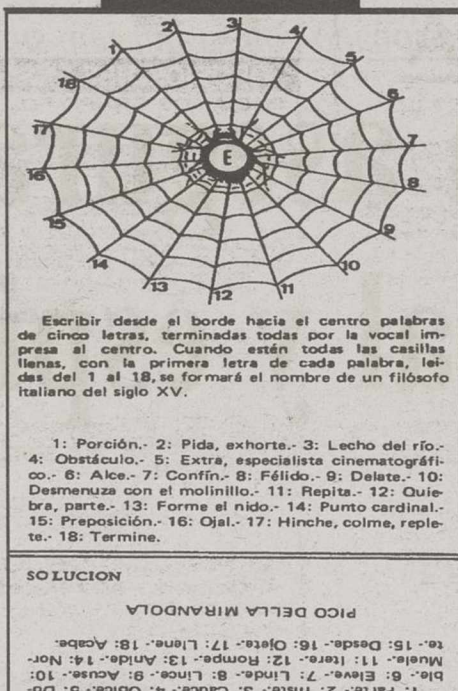 1
2
3
4
5
6
7
8
9
10
11
12
13
14
15
16
17
18
E
Escribir desde el borde hacia el centro palabras
de cinco letras, terminadas todas por la vocal im-
presa al centro. Cuando estén todas las casillas
llenas, con la primera letra de cada palabra, leí-
das del 1 al 18, se formará el nombre de un filósofo
italiano del siglo XV.
1: Porción.- 2: Pida, exhorte.- 3: Lecho del río.-
4: Obstáculo.- 5: Extra, especialista cinematográfi-
co.- 6: Alce.- 7: Confín.- 8: Félido.- 9: Delate.- 10:
Desmenuza con el molinillo.- 11: Repita.- 12: Quie-
bra, parte.- 13: Forme el nido.- 14: Punto cardinal.-
15: Preposición.- 16: Ojal.- 17: Hinche, colme, reple-
te.- 18: Termine.
SOLUCION
PICO DELLA MIRANDOLA
4: Obice.- 5: Do-
ble.- 6: Eleve.- 7: Linde.- 8: Lince.- 9: Acuse.- 10:
Muele.- 11: Itere.- 12: Rompe.- 13: Anide.- 14: Nor-
te.- 15: Desde.- 16: Ojete.- 17: Llene.- 18: Acabe.